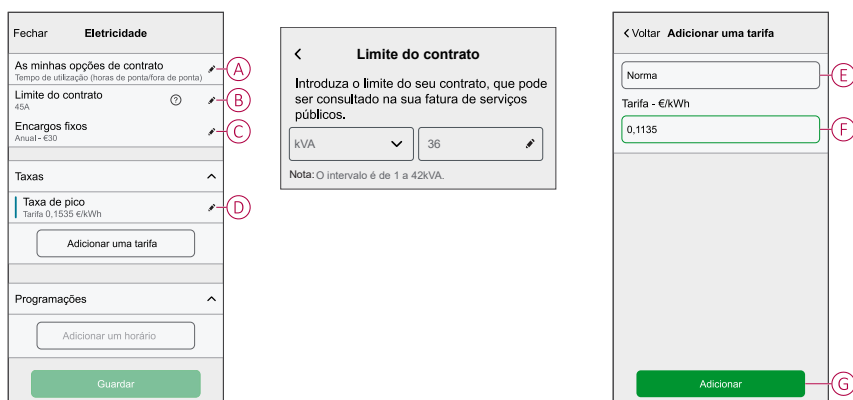 Fechar Eletricidade
As minhas opções de contrato
Tempo de utilização (horas de ponta/fora de ponta)
A
Limite do contrato
45A
B
Encargos fixos
Anual - €30
C
Taxas
Taxa de pico
Tarifa 0,1535 €/kWh
D
Adicionar uma tarifa
Programações
Adicionar um horário
Guardar
Limite do contrato
Introduza o limite do seu contrato, que pode
ser consultado na sua fatura de serviços
públicos.
kVA 36
Nota: O intervalo é de 1 a 42kVA.
Voltar Adicionar uma tarifa
Norma
E
Tarifa - €/kWh
0,1135
F
Adicionar
G